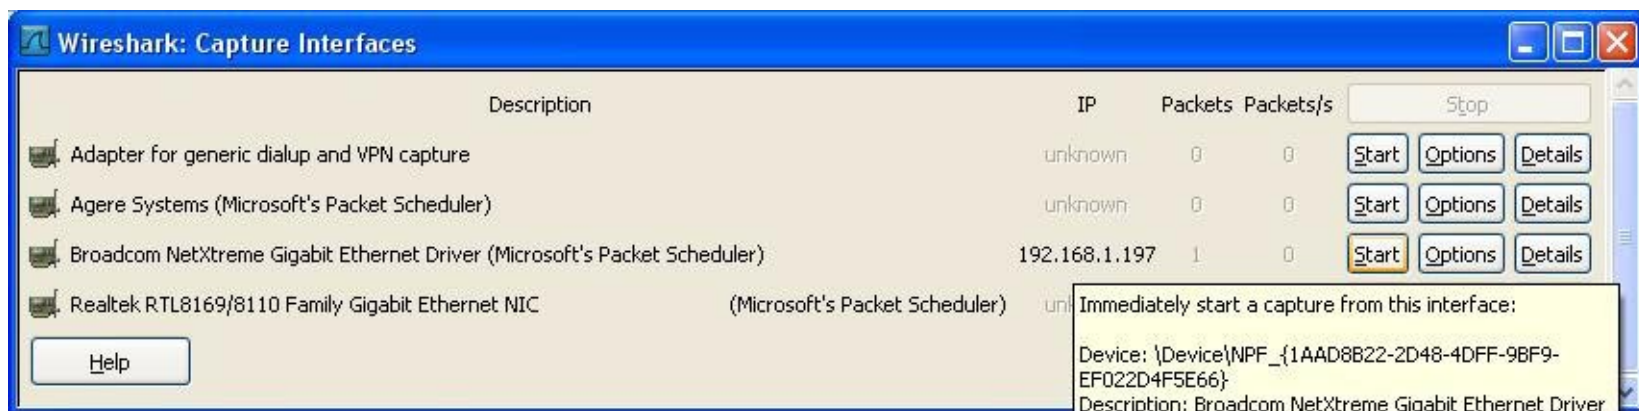 Wireshark: Capture Interfaces
Description IP Packets Packets/s Stop
Adapter for generic dialup and VPN capture unknown 0 0 Start Options Details
Agere Systems (Microsoft's Packet Scheduler) unknown 0 0 Start Options Details
Broadcom NetXtreme Gigabit Ethernet Driver (Microsoft's Packet Scheduler) 192.168.1.197 1 0 Start Options Details
Realtek RTL8169/8110 Family Gigabit Ethernet NIC (Microsoft's Packet Scheduler)
Immediately start a capture from this interface:
Help
Device: \Device\NPF_{1AAD8B22-2D48-4DFF-9BF9-
EF022D4F5E66}
Description: Broadcom NetXtreme Gigabit Ethernet Driver